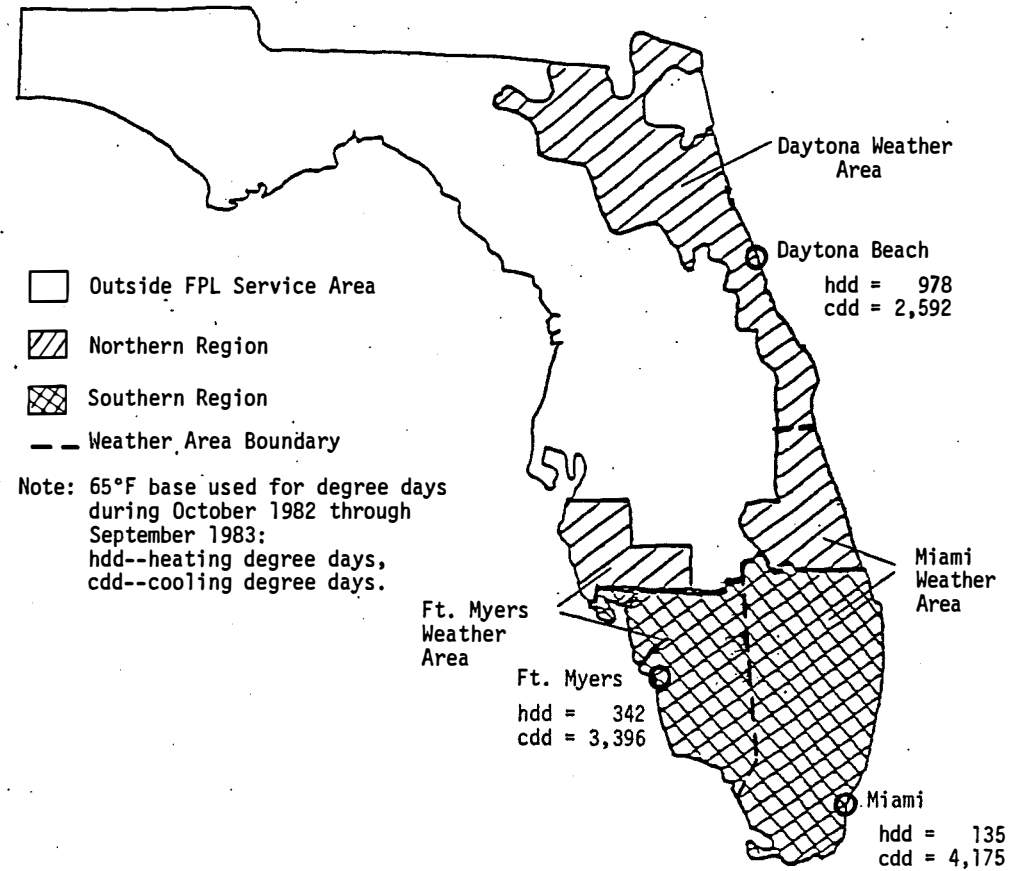 Daytona Weather
Area
Daytona Beach
hdd = 978
cdd = 2,592
Outside FPL Service Area
Northern Region
Southern Region
Weather Area Boundary
Note: 65°F base used for degree days
during October 1982 through
September 1983:
hdd--heating degree days,
cdd--cooling degree days.
Miami
Weather
Area
Ft. Myers
Weather
Area
Ft. Myers
hdd = 342
cdd = 3,396
Miami
hdd = 135
cdd = 4,175